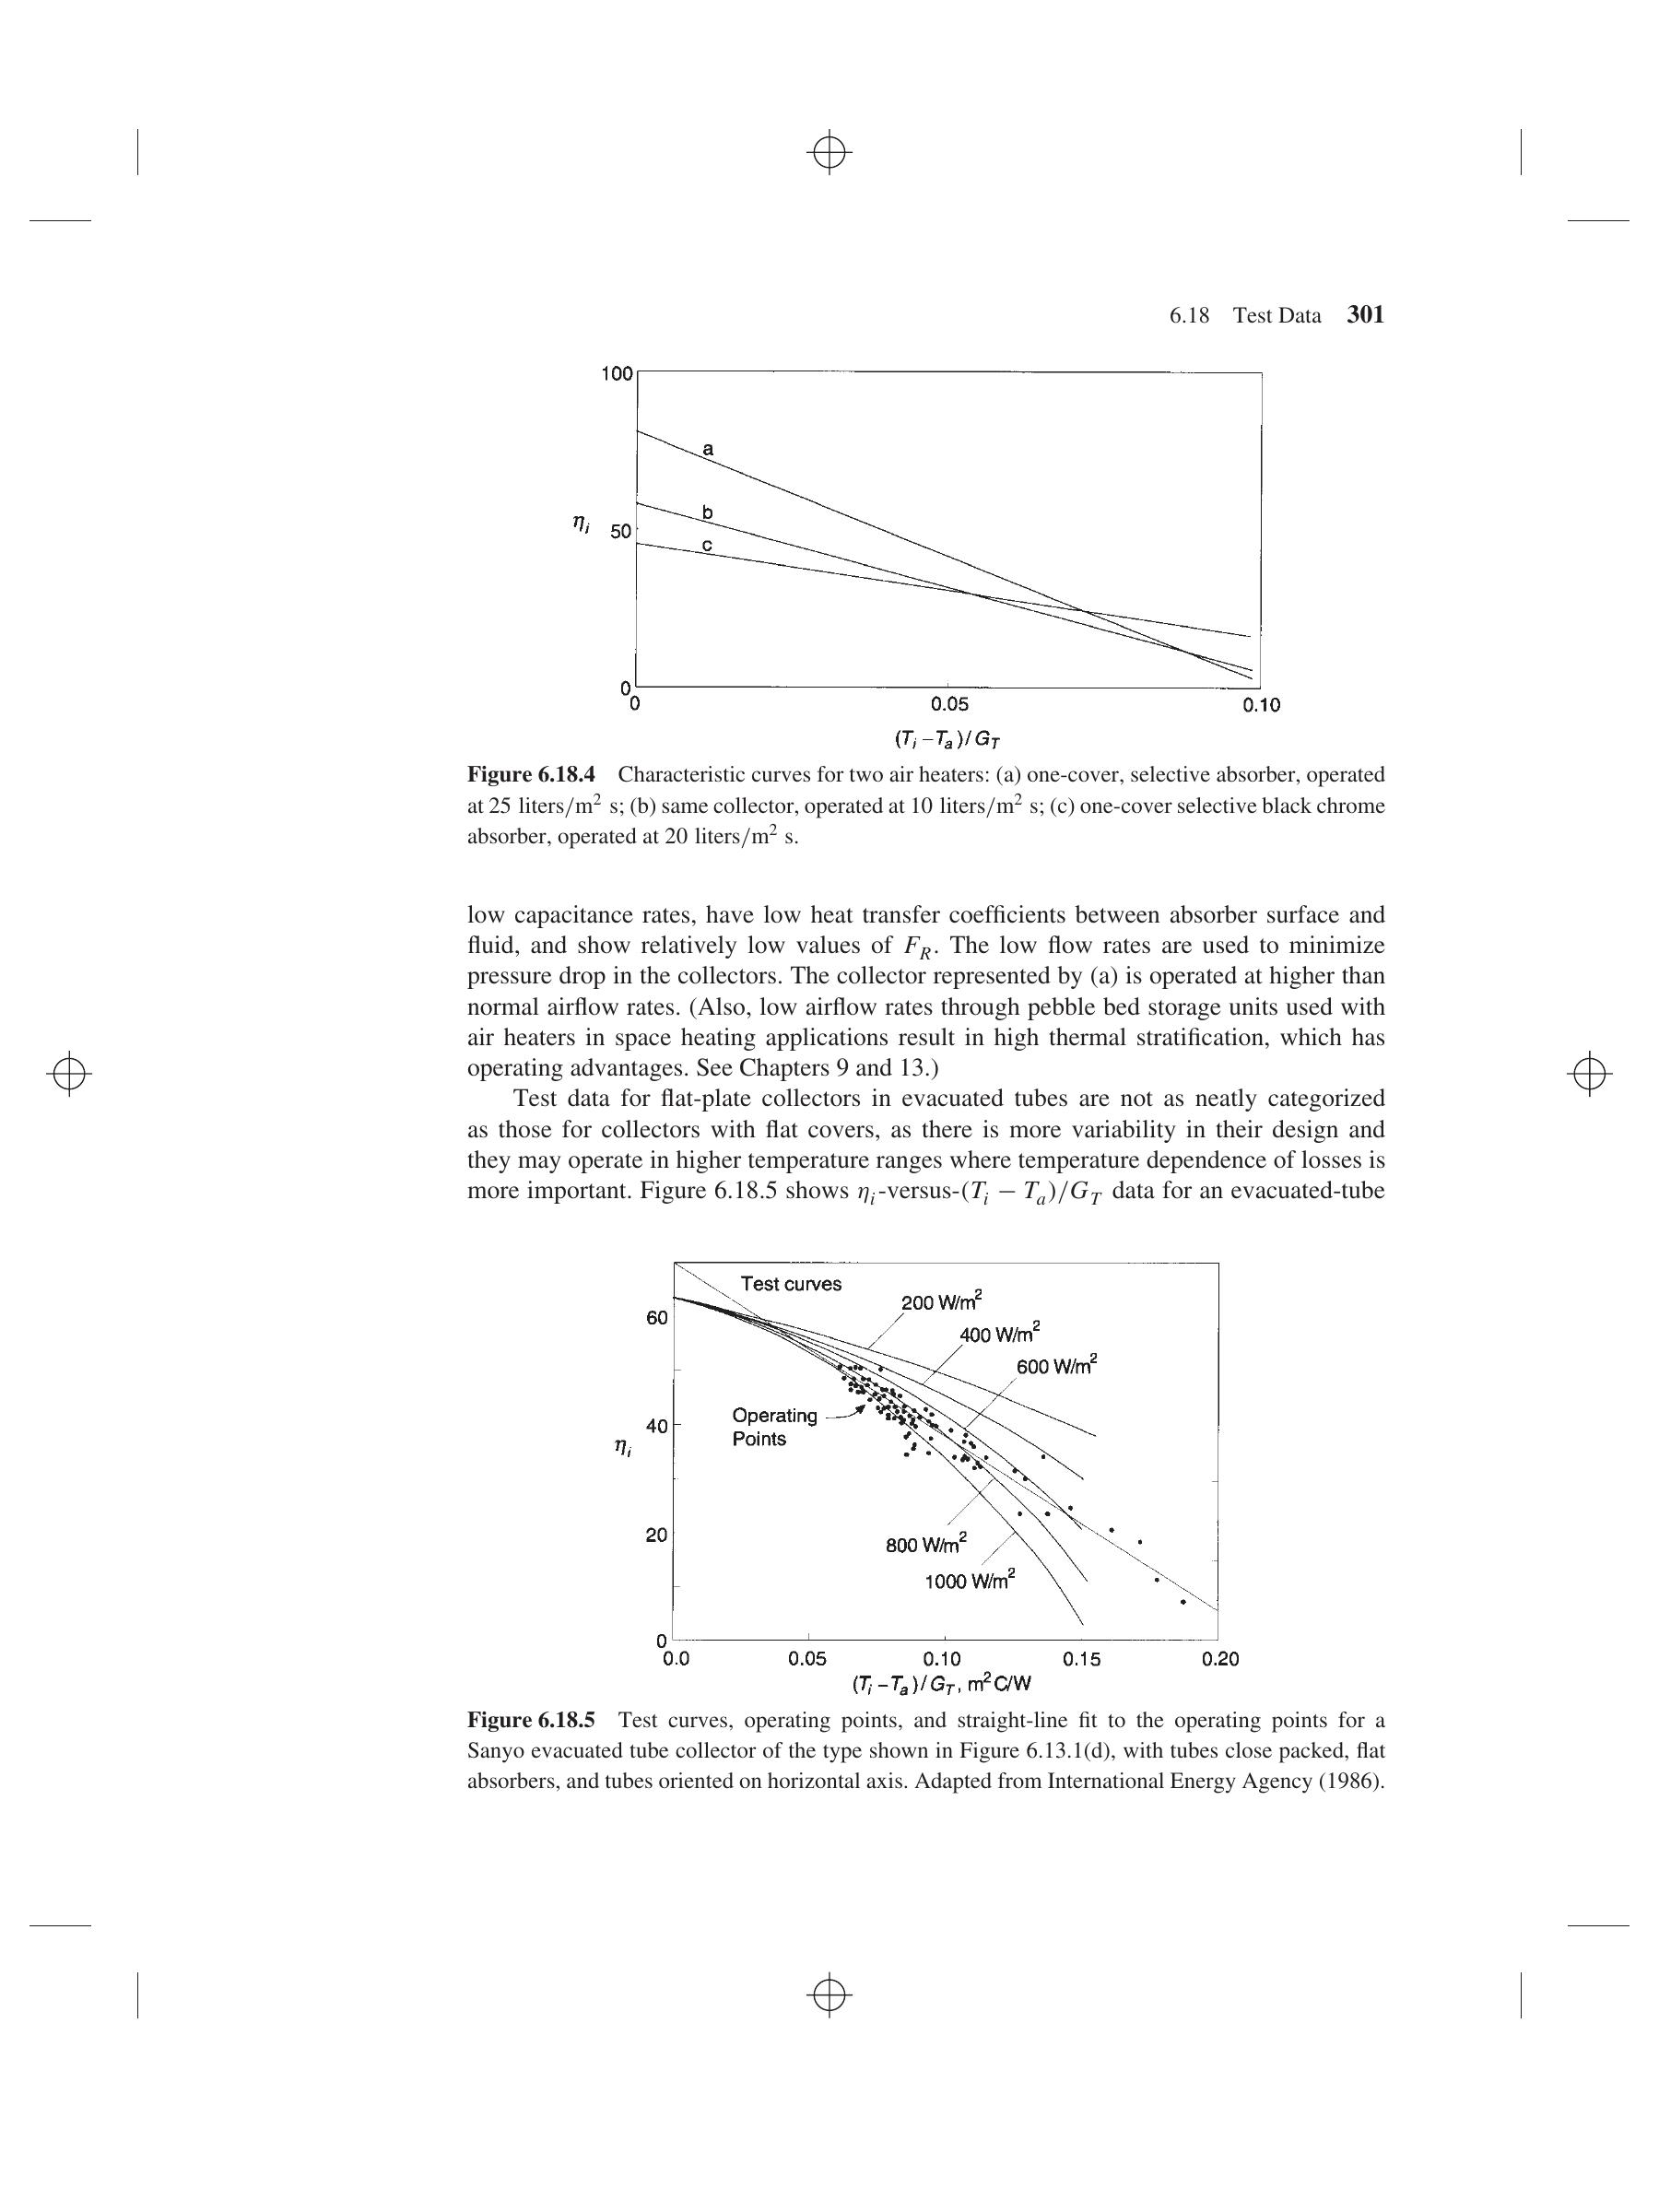 6.18 Test Data 301
100
a
b
η_i 50
c
0
0 0.05 0.10
(T_i – T_a)/G_T
Figure 6.18.4 Characteristic curves for two air heaters: (a) one-cover, selective absorber, operated
at 25 liters/m² s; (b) same collector, operated at 10 liters/m² s; (c) one-cover selective black chrome
absorber, operated at 20 liters/m² s.
low capacitance rates, have low heat transfer coefficients between absorber surface and
fluid, and show relatively low values of F_R. The low flow rates are used to minimize
pressure drop in the collectors. The collector represented by (a) is operated at higher than
normal airflow rates. (Also, low airflow rates through pebble bed storage units used with
air heaters in space heating applications result in high thermal stratification, which has
operating advantages. See Chapters 9 and 13.)
Test data for flat-plate collectors in evacuated tubes are not as neatly categorized
as those for collectors with flat covers, as there is more variability in their design and
they may operate in higher temperature ranges where temperature dependence of losses is
more important. Figure 6.18.5 shows η_i-versus-(T_i − T_a)/G_T data for an evacuated-tube
Test curves
200 W/m²
60
400 W/m²
600 W/m²
Operating
Points
40
η_i
20
800 W/m²
1000 W/m²
0
0.0 0.05 0.10 0.15 0.20
(T_i – T_a)/G_T, m²C/W
Figure 6.18.5 Test curves, operating points, and straight-line fit to the operating points for a
Sanyo evacuated tube collector of the type shown in Figure 6.13.1(d), with tubes close packed, flat
absorbers, and tubes oriented on horizontal axis. Adapted from International Energy Agency (1986).